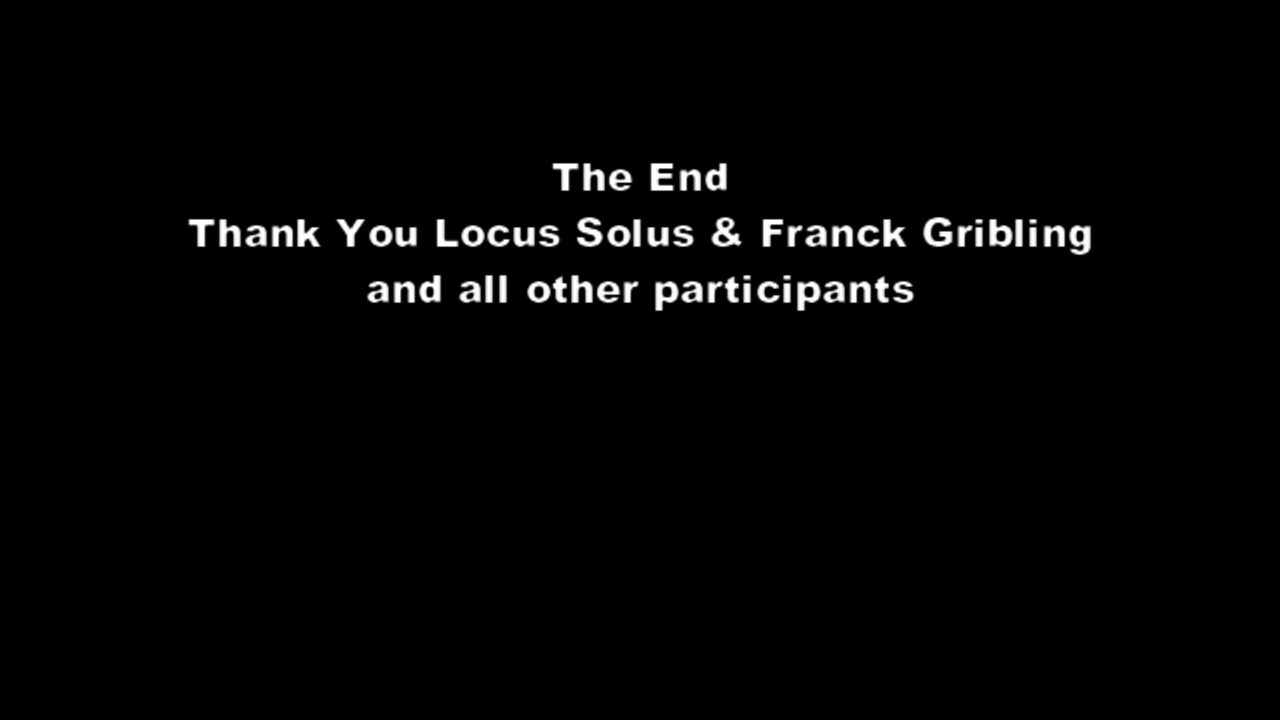 The End
Thank You Locus Solus & Franck Gribling
and all other participants